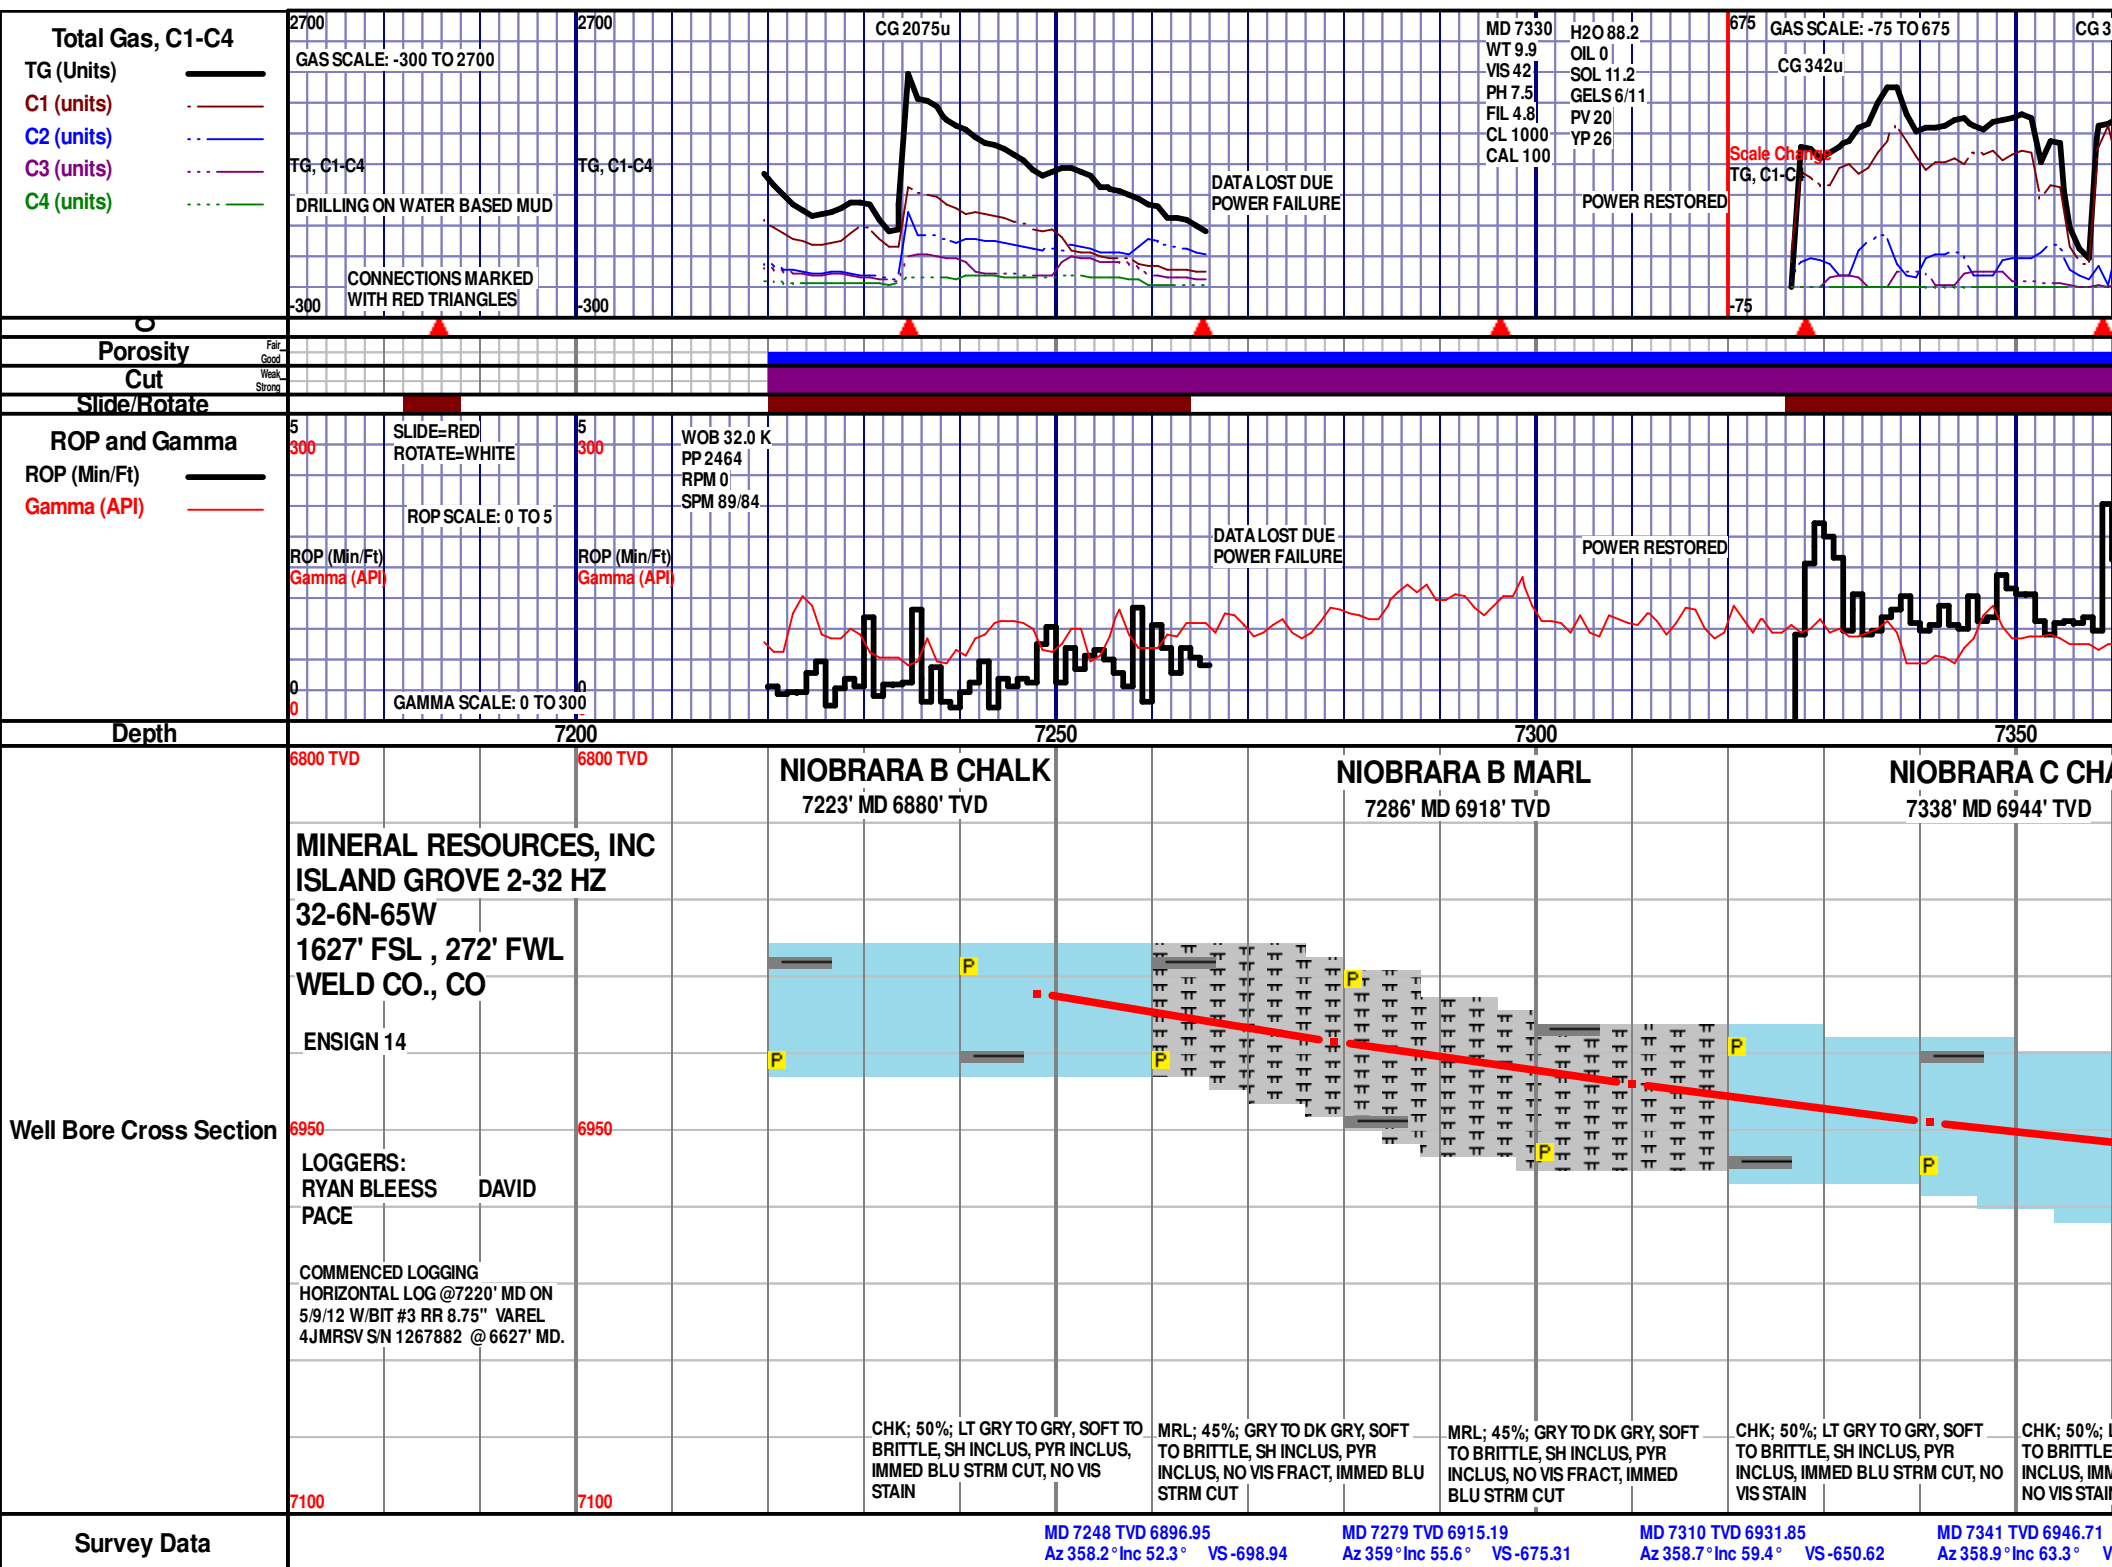 Total Gas, C1-C4
TG (Units)
C1 (units)
C2 (units)
C3 (units)
C4 (units)
2700
GAS SCALE: -300 TO 2700
TG, C1-C4
DRILLING ON WATER BASED MUD
CONNECTIONS MARKED
WITH RED TRIANGLES
-300
2700
TG, C1-C4
-300
CG 2075u
DATA LOST DUE
POWER FAILURE
MD 7330
WT 9.9
VIS 42
PH 7.5
FIL 4.8
CL 1000
CAL 100
H2O 88.2
OIL 0
SOL 11.2
GELS 6/11
PV 20
YP 26
POWER RESTORED
675
GAS SCALE: -75 TO 675
CG 3
CG 342u
Scale Change
TG, C1-C4
-75
Porosity
Fair
Good
Cut
Weak
Strong
Slide/Rotate
ROP and Gamma
ROP (Min/Ft)
Gamma (API)
5
300
SLIDE=RED
ROTATE=WHITE
ROP SCALE: 0 TO 5
ROP (Min/Ft)
Gamma (API)
0
0
GAMMA SCALE: 0 TO 300
5
300
ROP (Min/Ft)
Gamma (API)
0
WOB 32.0 K
PP 2464
RPM 0
SPM 89/84
DATA LOST DUE
POWER FAILURE
POWER RESTORED
Depth
7200
7250
7300
7350
Well Bore Cross Section
6800 TVD
6800 TVD
NIOBRARA B CHALK
7223' MD 6880' TVD
NIOBRARA B MARL
7286' MD 6918' TVD
NIOBRARA C CHA
7338' MD 6944' TVD
MINERAL RESOURCES, INC
ISLAND GROVE 2-32 HZ
32-6N-65W
1627' FSL , 272' FWL
WELD CO., CO
ENSIGN 14
P
P
P
P
P
P
P
6950
6950
LOGGERS:
RYAN BLEESS DAVID
PACE
COMMENCED LOGGING
HORIZONTAL LOG @7220' MD ON
5/9/12 W/BIT #3 RR 8.75" VAREL
4JMRSV S/N 1267882 @ 6627' MD.
7100
7100
CHK; 50%; LT GRY TO GRY, SOFT TO
BRITTLE, SH INCLUS, PYR INCLUS,
IMMED BLU STRM CUT, NO VIS
STAIN
MRL; 45%; GRY TO DK GRY, SOFT
TO BRITTLE, SH INCLUS, PYR
INCLUS, NO VIS FRACT, IMMED BLU
STRM CUT
MRL; 45%; GRY TO DK GRY, SOFT
TO BRITTLE, SH INCLUS, PYR
INCLUS, NO VIS FRACT, IMMED
BLU STRM CUT
CHK; 50%; LT GRY TO GRY, SOFT
TO BRITTLE, SH INCLUS, PYR
INCLUS, IMMED BLU STRM CUT, NO
VIS STAIN
CHK; 50%; L
TO BRITTLE
INCLUS, IMM
NO VIS STAI
Survey Data
MD 7248 TVD 6896.95
Az 358.2° Inc 52.3° VS -698.94
MD 7279 TVD 6915.19
Az 359° Inc 55.6° VS -675.31
MD 7310 TVD 6931.85
Az 358.7° Inc 59.4° VS -650.62
MD 7341 TVD 6946.71
Az 358.9° Inc 63.3° V